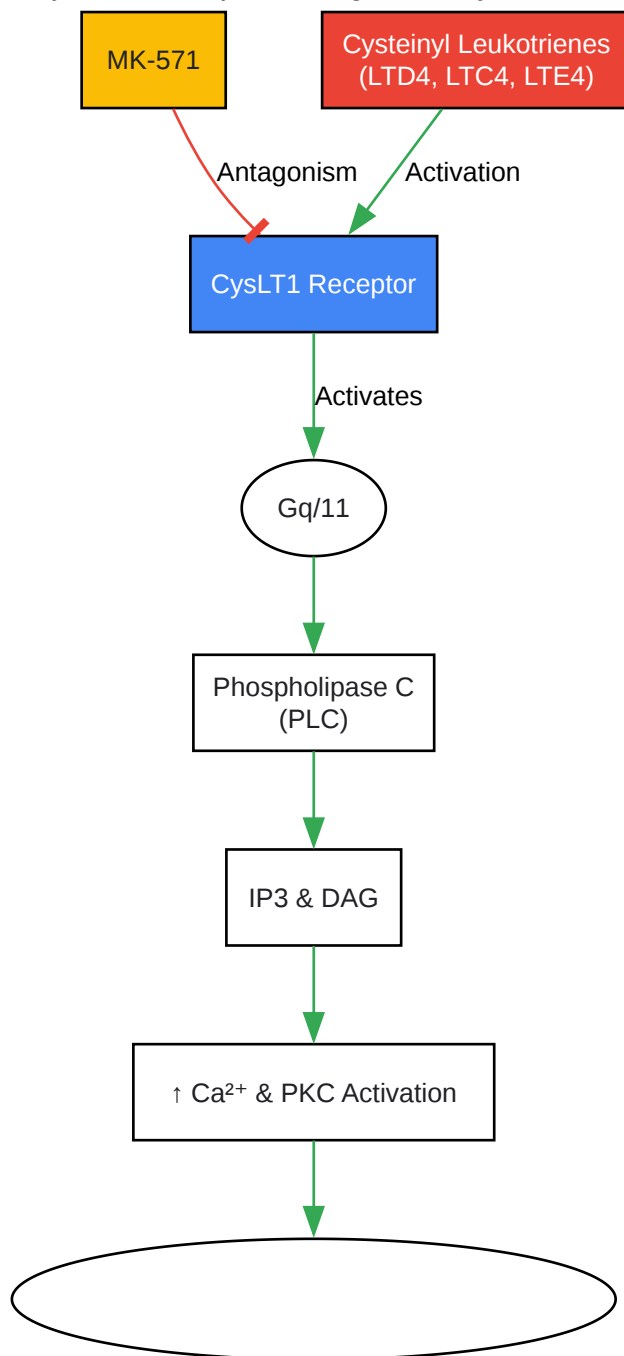 MK-571
Cysteinyl Leukotrienes
(LTD4, LTC4, LTE4)
Antagonism
Activation
CysLT1 Receptor
Activates
Gq/11
Phospholipase C
(PLC)
IP3 & DAG
↑ Ca²⁺ & PKC Activation